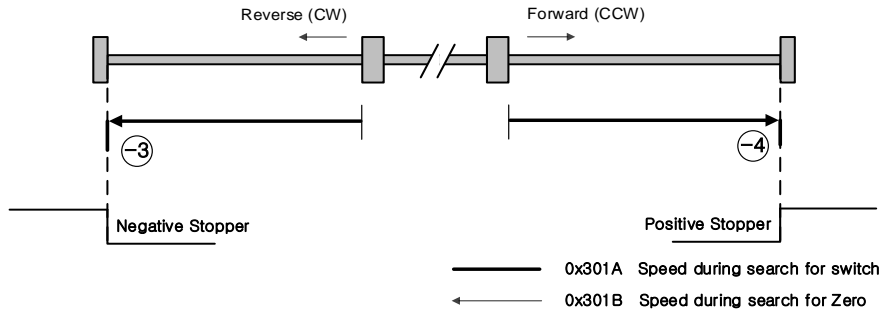 Reverse (CW)
Forward (CCW)
-3
-4
Negative Stopper
Positive Stopper
0x301A Speed during search for switch
0x301B Speed during search for Zero